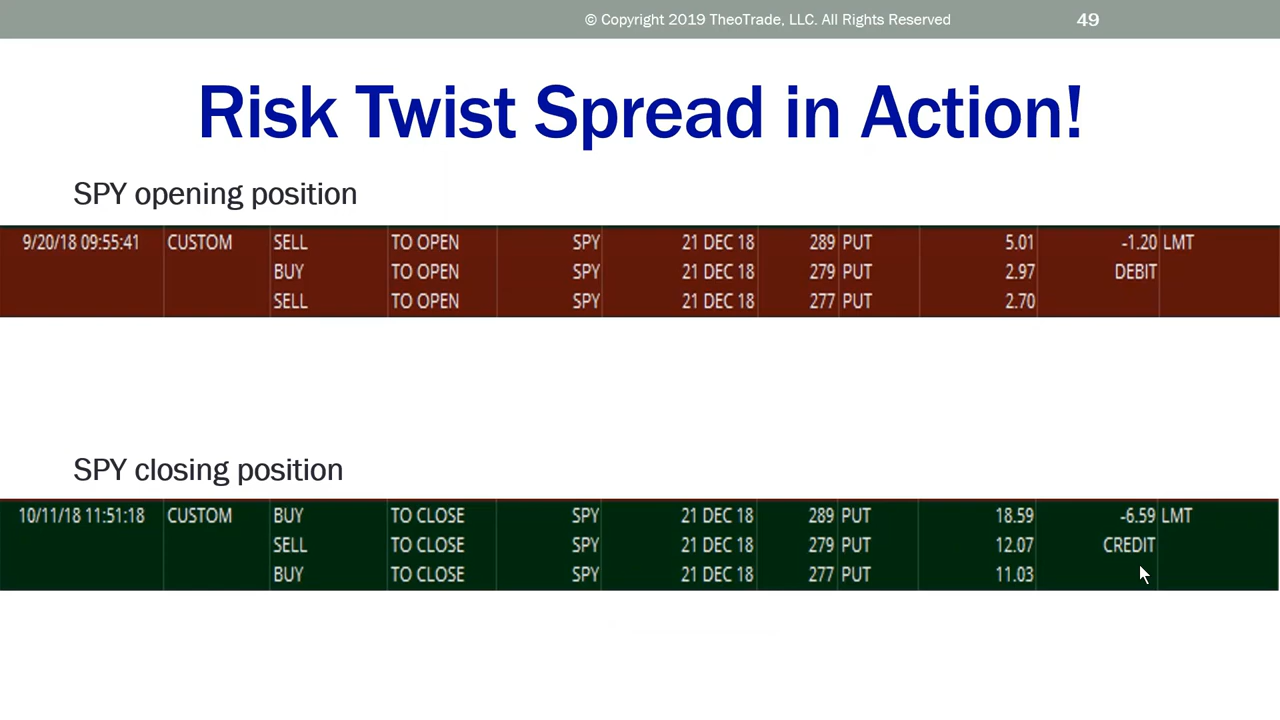 © Copyright 2019 TheoTrade, LLC. All Rights Reserved 49
Risk Twist Spread in Action!
SPY opening position
9/20/18 09:55:41 CUSTOM SELL TO OPEN SPY 21 DEC 18 289 PUT 5.01 -1.20 LMT
BUY TO OPEN SPY 21 DEC 18 279 PUT 2.97 DEBIT
SELL TO OPEN SPY 21 DEC 18 277 PUT 2.70
SPY closing position
10/11/18 11:51:18 CUSTOM BUY TO CLOSE SPY 21 DEC 18 289 PUT 18.59 -6.59 LMT
SELL TO CLOSE SPY 21 DEC 18 279 PUT 12.07 CREDIT
BUY TO CLOSE SPY 21 DEC 18 277 PUT 11.03